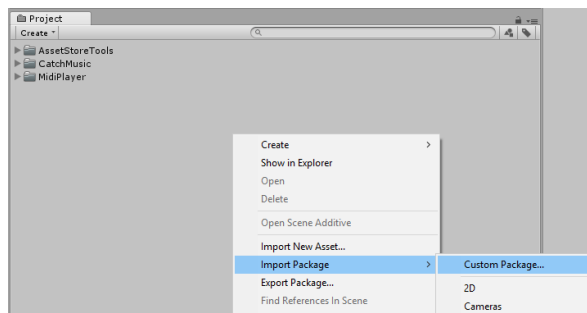 Project
Create
AssetStoreTools
CatchMusic
MidiPlayer
Create
Show in Explorer
Open
Delete
Open Scene Additive
Import New Asset...
Import Package
Export Package...
Find References In Scene
Custom Package...
2D
Cameras